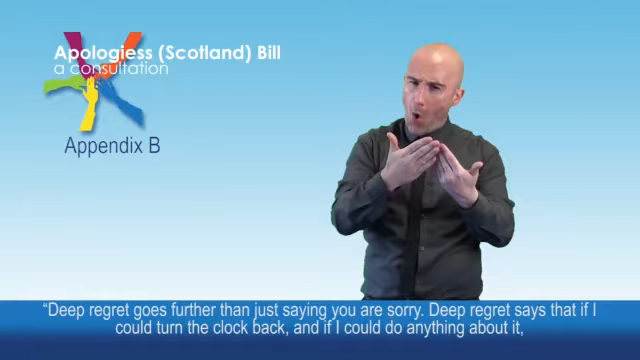 Apologiess (Scotland) Bill
a consultation
Appendix B
“Deep regret goes further than just saying you are sorry. Deep regret says that if I
could turn the clock back, and if I could do anything about it,